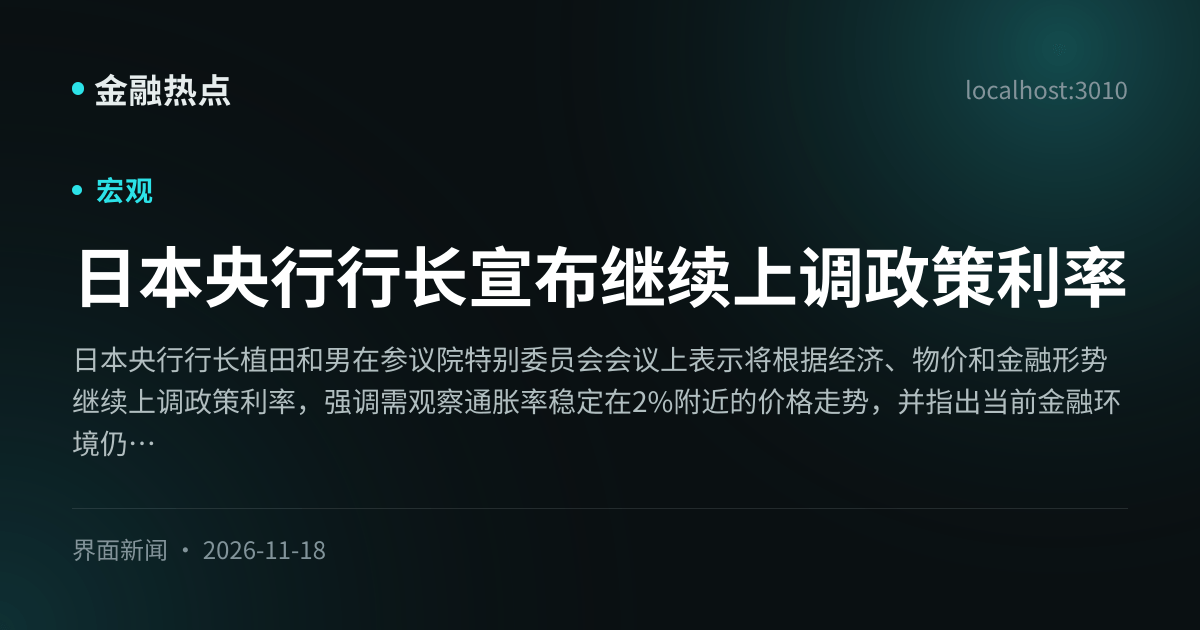 金融热点
localhost:3010
宏观
日本央行行长宣布继续上调政策利率
日本央行行长植田和男在参议院特别委员会会议上表示将根据经济、物价和金融形势
继续上调政策利率，强调需观察通胀率稳定在2%附近的价格走势，并指出当前金融环
境仍…
界面新闻 • 2026-11-18